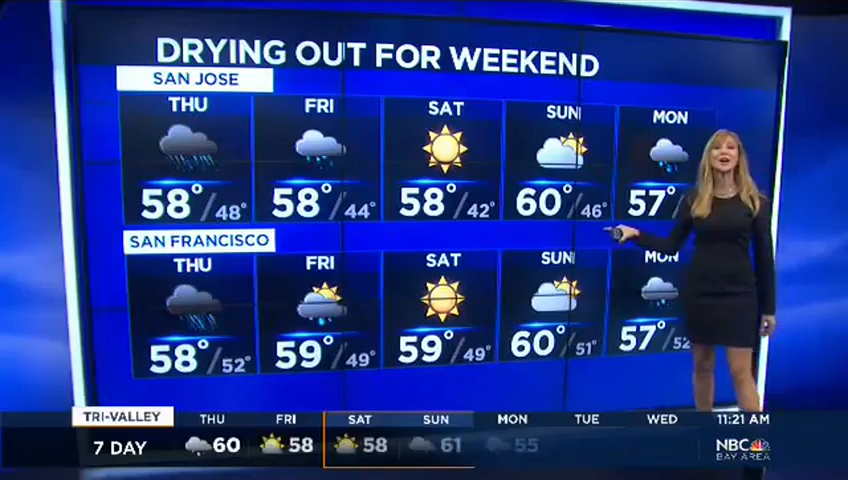 DRYING OUT FOR WEEKEND
SAN JOSE
THU FRI SAT SUN MON
58°/48° 58°/44° 58°/42° 60°/46° 57°/
SAN FRANCISCO
THU FRI SAT SUN MON
58°/52° 59°/49° 59°/49° 60°/51° 57°/52
TRI-VALLEY THU FRI SAT SUN MON TUE WED 11:21 AM
7 DAY 60 58 58 61 55 NBC
BAY AREA